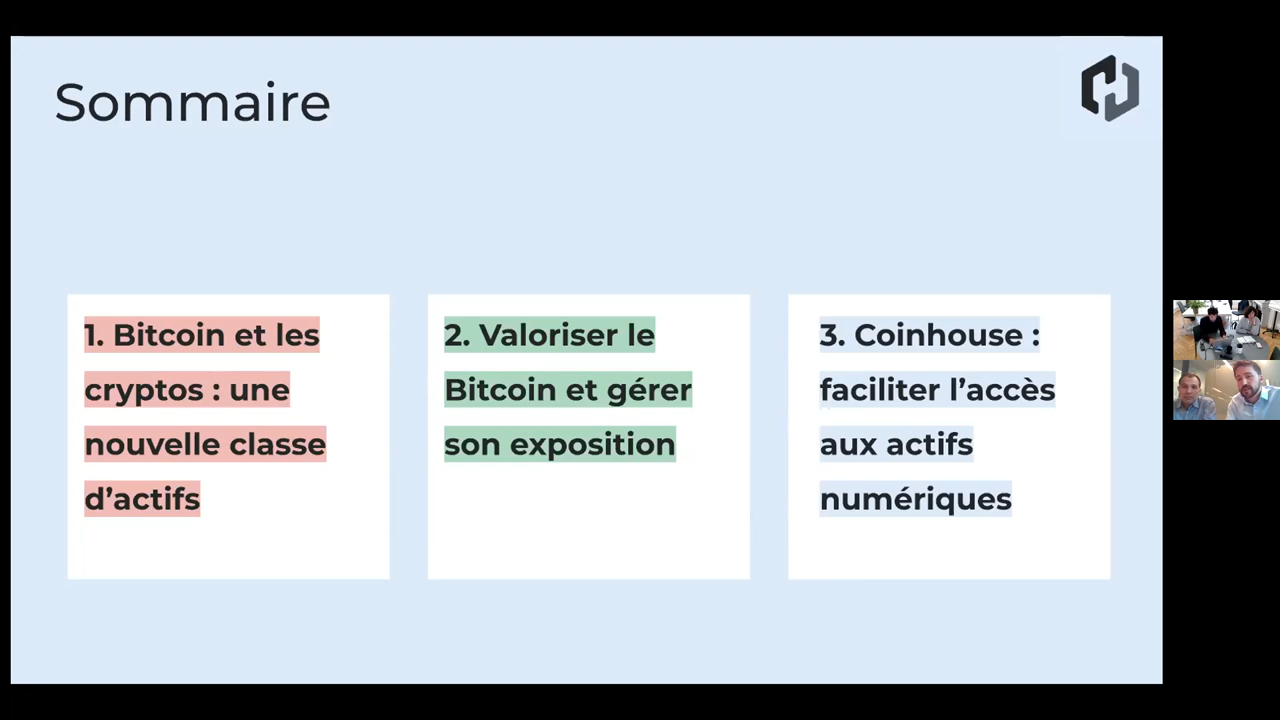 Sommaire
1. Bitcoin et les
cryptos : une
nouvelle classe
d’actifs
2. Valoriser le
Bitcoin et gérer
son exposition
3. Coinhouse :
faciliter l’accès
aux actifs
numériques